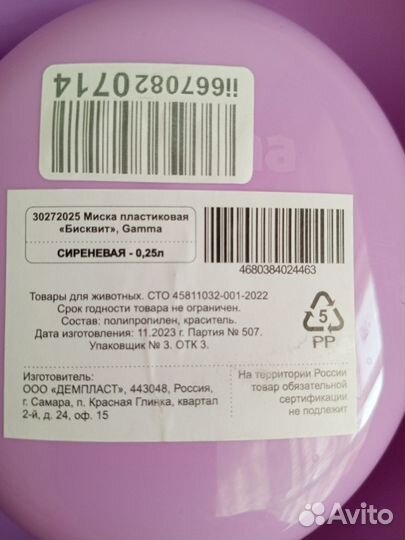 ii667082 0714
na
30272025 Миска пластиковая
«Бисквит», Gamma
СИРЕНЕВАЯ - 0,25л
4680384024463
Товары для животных. СТО 45811032-001-2022
Срок годности товара не ограничен.
Состав: полипропилен, краситель.
Дата изготовления: 11.2023 г. Партия № 507.
Упаковщик № 3. ОТК 3.
5
PP
Изготовитель:
ООО «ДЕМПЛАСТ», 443048, Россия,
г. Самара, п. Красная Глинка, квартал
2-й, д. 24, оф. 15
На территории России
товар обязательной
сертификации
не подлежит
Avito